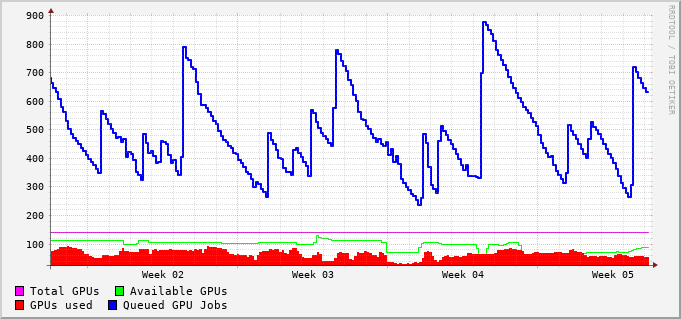 900
800
700
600
500
400
300
200
100
Week 02 Week 03 Week 04 Week 05
Total GPUs Available GPUs
GPUs used Queued GPU Jobs
RRDTOOL / TOBI OETIKER